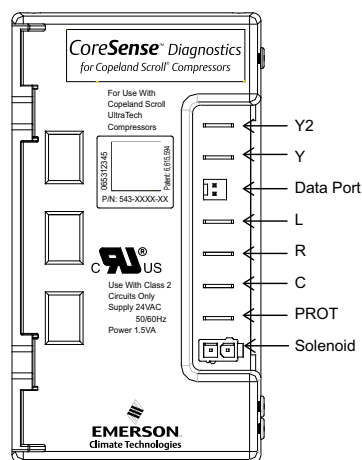 CoreSense™ Diagnostics
for Copeland Scroll® Compressors
For Use With
Copeland Scroll
UltraTech
Compressors
065312345
Patent: 6,615,594
P/N: 543-XXXX-XX
C RU® US
Use With Class 2
Circuits Only
Supply 24VAC
50/60Hz
Power 1.5VA
EMERSON
Climate Technologies
Y2
Y
Data Port
L
R
C
PROT
Solenoid